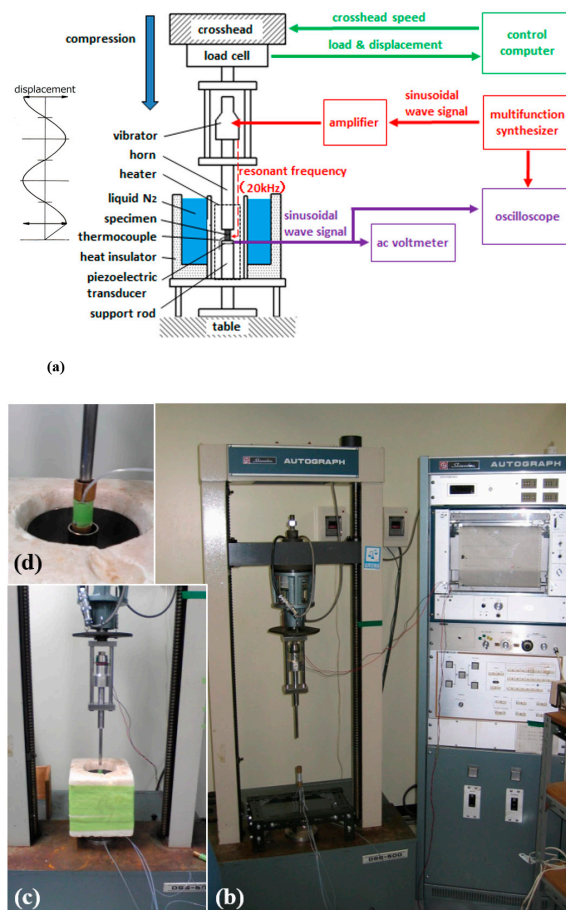 crosshead
crosshead speed
control
computer
compression
load cell
load & displacement
displacement
sinusoidal
wave signal
amplifier
multifunction
synthesizer
vibrator
horn
heater
resonant frequency
(20kHz)
liquid N2
specimen
sinusoidal
wave signal
oscilloscope
thermocouple
heat insulator
ac voltmeter
piezoelectric
transducer
support rod
table
(a)
(d)
AUTOGRAPH
AUTOGRAPH
(c)
(b)
DSS-500